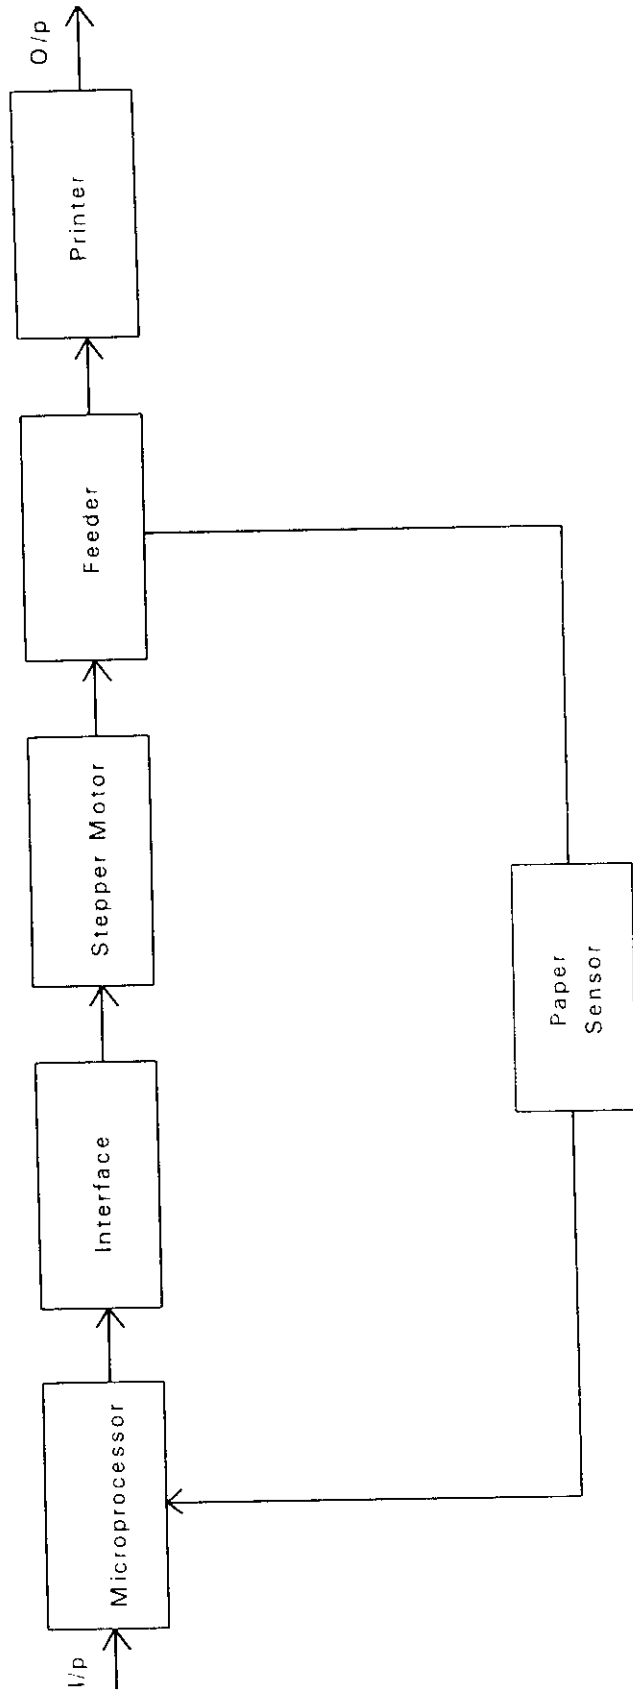 I/p
Microprocessor
Interface
Stepper Motor
Feeder
Printer
O/p
Paper
Sensor